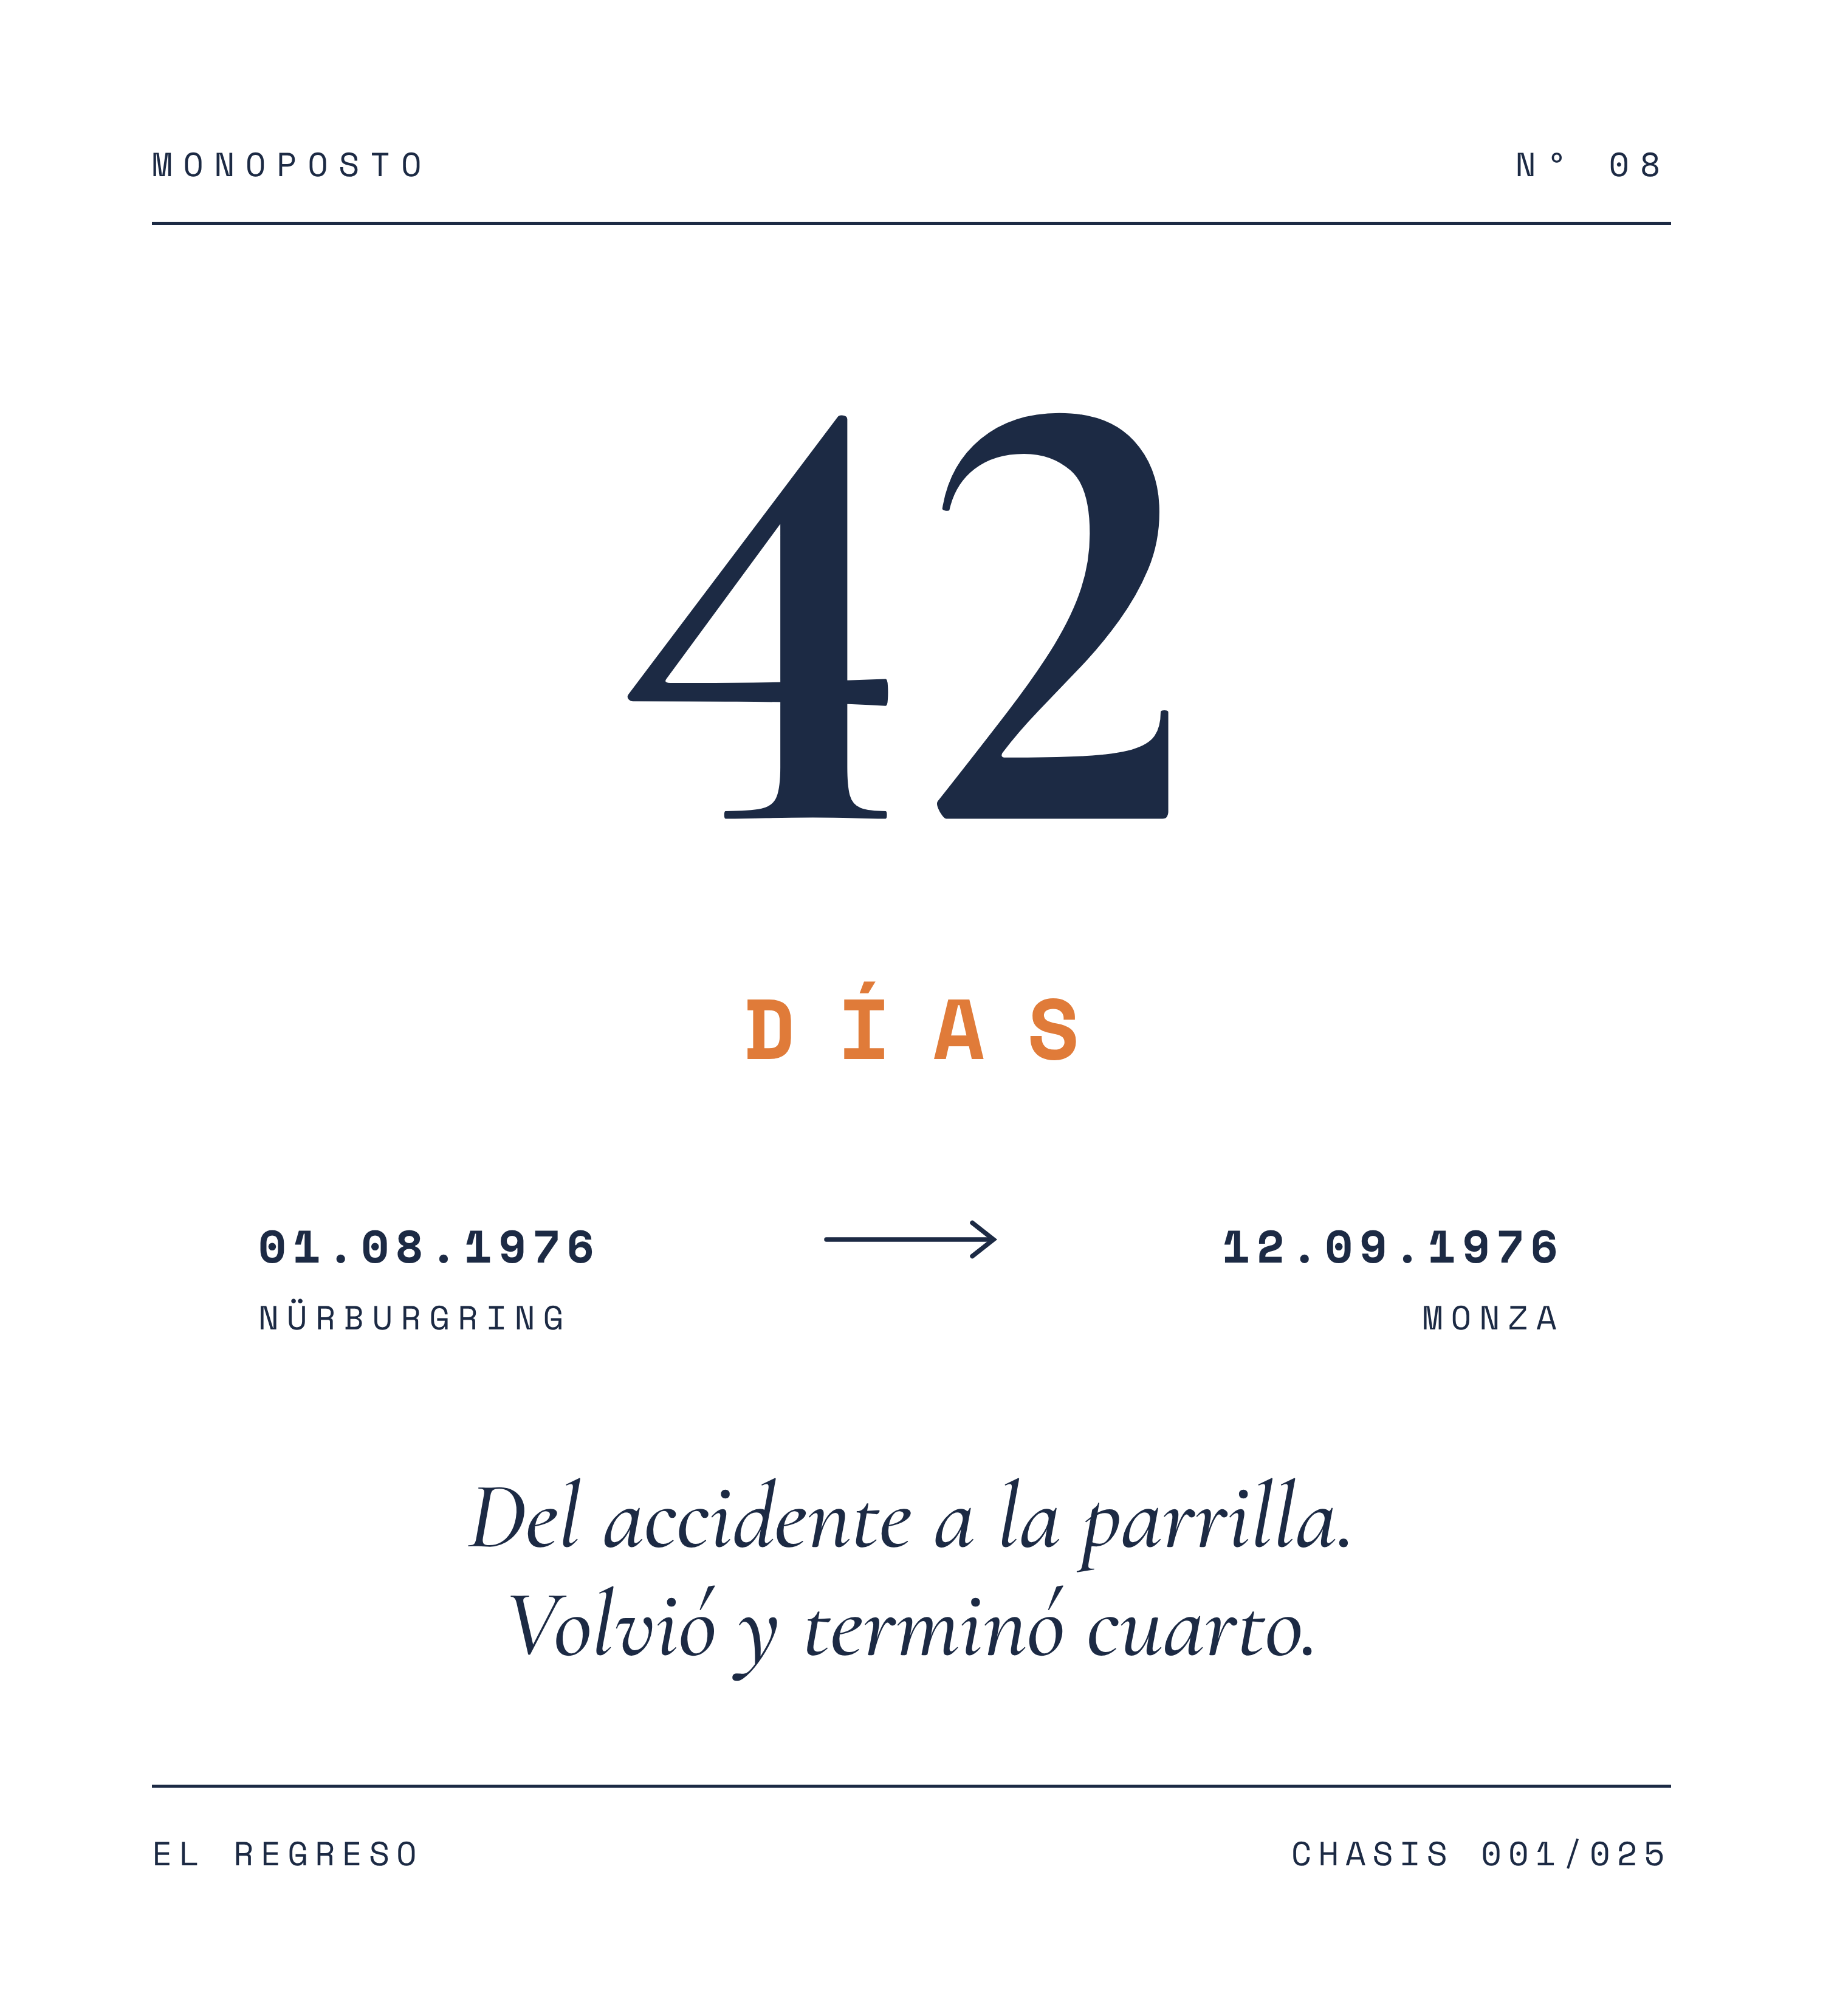 MONOPOSTO N° 08
42
DÍAS
01.08.1976 → 12.09.1976
NÜRBURGRING MONZA
Del accidente a la parrilla.
Volvió y terminó cuarto.
EL REGRESO CHASIS 001/025